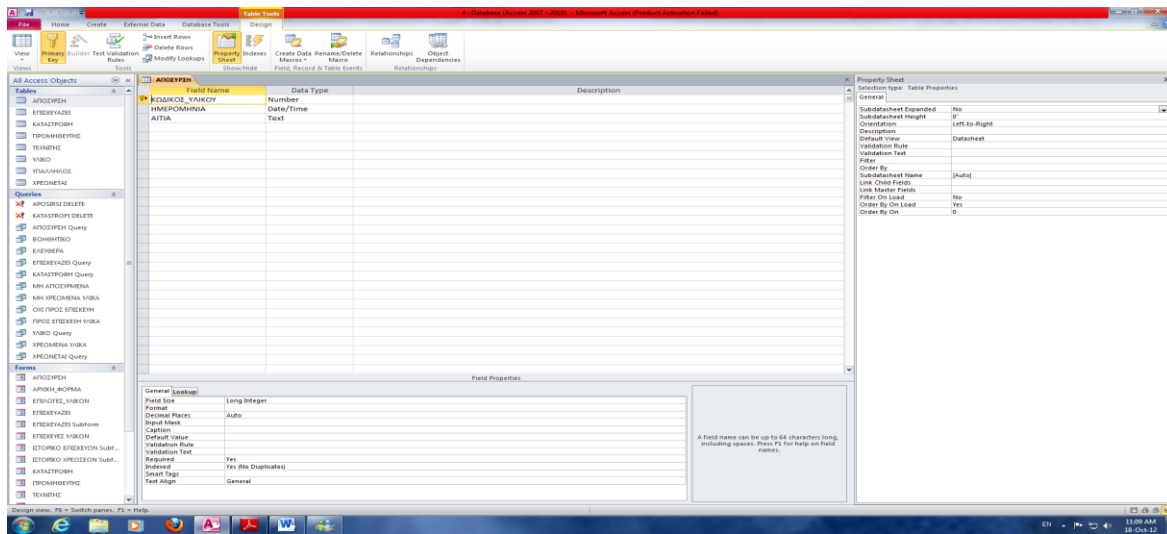 4 : Database (Access 2007 - 2010) - Microsoft Access (Product Activation Failed)
Table Tools
File Home Create External Data Database Tools Design
View
Primary Key
Builder
Test Validation Rules
Insert Rows
Delete Rows
Modify Lookups
Property Sheet
Indexes
Create Data Macros
Rename/Delete Macro
Relationships
Object Dependencies
Views Tools Show/Hide Field, Record & Table Events Relationships
All Access Objects
Tables
ΑΠΟΣΥΡΣΗ
ΕΠΙΣΚΕΥΑΖΕΙ
ΚΑΤΑΣΤΡΟΦΗ
ΠΡΟΜΗΘΕΥΤΗΣ
ΤΕΧΝΙΤΗΣ
ΥΛΙΚΟ
ΥΠΑΛΛΗΛΟΣ
ΧΡΕΩΝΕΤΑΙ
Queries
APOSIRSI DELETE
KATASTROFI DELETE
ΑΠΟΣΥΡΣΗ Query
ΒΟΗΘΗΤΙΚΟ
ΕΛΕΥΘΕΡΑ
ΕΠΙΣΚΕΥΑΖΕΙ Query
ΚΑΤΑΣΤΡΟΦΗ Query
ΜΗ ΑΠΟΣΥΡΜΕΝΑ
ΜΗ ΧΡΕΩΜΕΝΑ ΥΛΙΚΑ
ΟΧΙ ΠΡΟΣ ΕΠΙΣΚΕΥΗ
ΠΡΟΣ ΕΠΙΣΚΕΥΗ ΥΛΙΚΑ
ΥΛΙΚΟ Query
ΧΡΕΩΜΕΝΑ ΥΛΙΚΑ
ΧΡΕΩΝΕΤΑΙ Query
Forms
ΑΠΟΣΥΡΣΗ
ΑΡΧΙΚΗ_ΦΟΡΜΑ
ΕΠΙΛΟΓΕΣ_ΥΛΙΚΩΝ
ΕΠΙΣΚΕΥΑΖΕΙ
ΕΠΙΣΚΕΥΑΖΕΙ Subform
ΕΠΙΣΚΕΥΕΣ ΥΛΙΚΩΝ
ΙΣΤΟΡΙΚΟ ΕΠΙΣΚΕΥΩΝ Subf...
ΙΣΤΟΡΙΚΟ ΧΡΕΩΣΕΩΝ Subf...
ΚΑΤΑΣΤΡΟΦΗ
ΠΡΟΜΗΘΕΥΤΗΣ
ΤΕΧΝΙΤΗΣ
ΑΠΟΣΥΡΣΗ
Field Name Data Type Description
ΚΩΔΙΚΟΣ_ΥΛΙΚΟΥ Number
ΗΜΕΡΟΜΗΝΙΑ Date/Time
ΑΙΤΙΑ Text
Field Properties
General Lookup
Field Size Long Integer
Format
Decimal Places Auto
Input Mask
Caption
Default Value
Validation Rule
Validation Text
Required Yes
Indexed Yes (No Duplicates)
Smart Tags
Text Align General
A field name can be up to 64 characters long,
including spaces. Press F1 for help on field
names.
Property Sheet
Selection type: Table Properties
General
Subdatasheet Expanded No
Subdatasheet Height 0"
Orientation Left-to-Right
Description
Default View Datasheet
Validation Rule
Validation Text
Filter
Order By
Subdatasheet Name [Auto]
Link Child Fields
Link Master Fields
Filter On Load No
Order By On Load Yes
Order By On 0
Design view. F6 = Switch panes. F1 = Help.
EN
11:09 AM
18-Oct-12